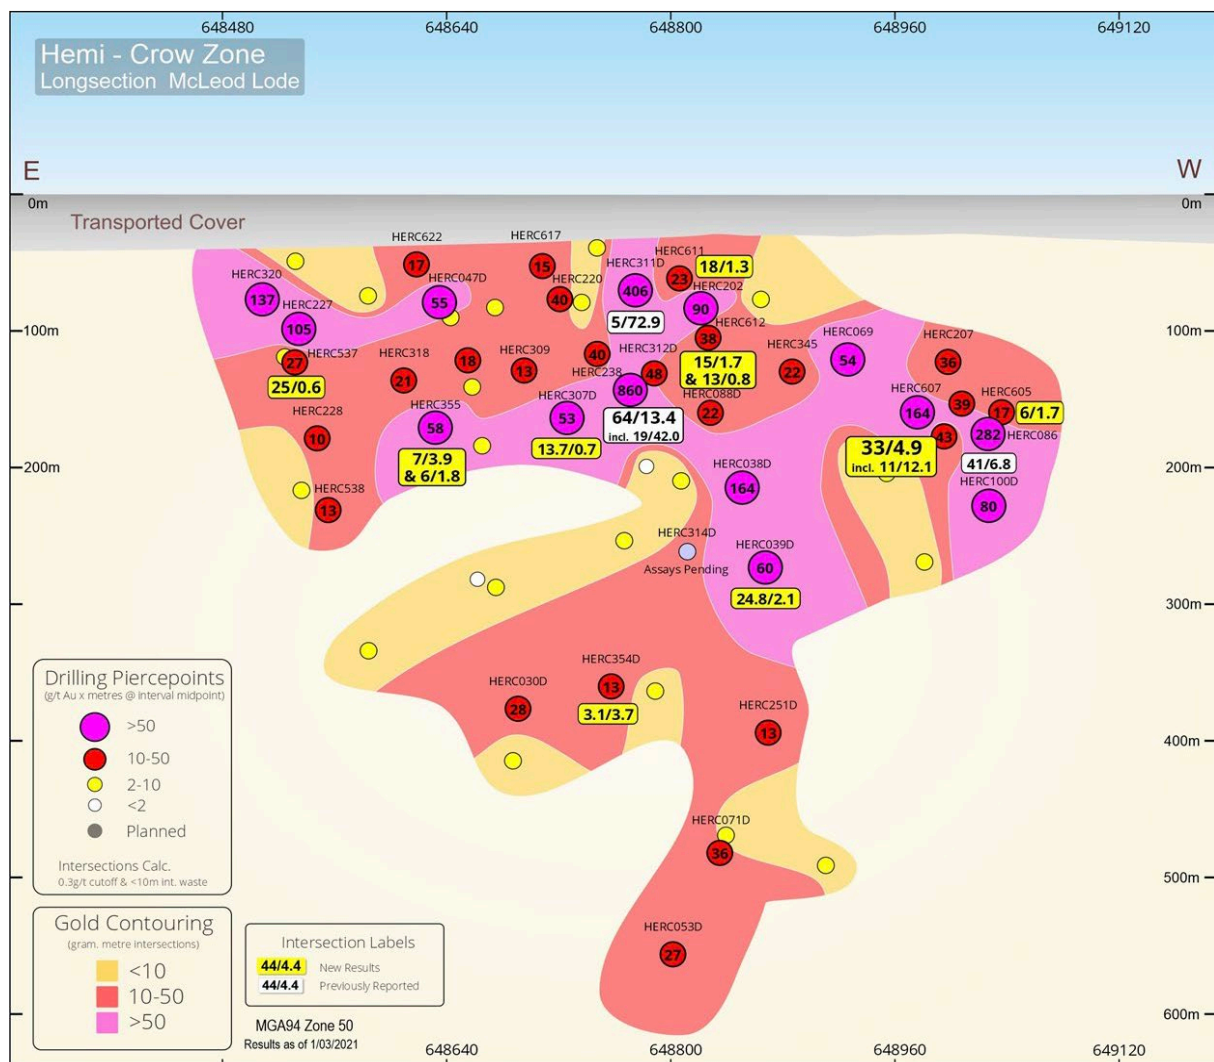 648480
648640
648800
648960
649120
Hemi - Crow Zone
Longsection McLeod Lode
E
W
0m
0m
Transported Cover
HERC622
HERC617
HERC320
17
HERC047D
15
HERC220
HERC311D
HERC611
23
18/1.3
HERC202
137
HERC227
55
40
406
90
105
5/72.9
HERC612
100m
100m
HERC537
27
HERC318
18
HERC309
40
HERC312D
38
HERC345
HERC069
HERC207
25/0.6
21
13
HERC238
48
15/1.7
& 13/0.8
22
54
36
HERC228
HERC355
HERC307D
860
HERC088D
HERC607
HERC605
10
58
53
64/13.4
incl. 19/42.0
22
164
39
17
6/1.7
7/3.9
& 6/1.8
13.7/0.7
33/4.9
incl. 11/12.1
43
282
HERC086
41/6.8
200m
200m
HERC538
13
HERC038D
164
HERC100D
80
HERC314D
Assays Pending
HERC039D
60
24.8/2.1
300m
300m
HERC030D
28
HERC354D
13
3.1/3.7
HERC251D
13
400m
400m
HERC071D
36
500m
500m
HERC053D
27
600m
Drilling Piercepoints
(g/t Au x metres @ interval midpoint)
>50
10-50
2-10
<2
Planned
Intersections Calc.
0.3g/t cutoff & <10m int. waste
Gold Contouring
(gram. metre intersections)
<10
10-50
>50
Intersection Labels
44/4.4 New Results
44/4.4 Previously Reported
MGA94 Zone 50
Results as of 1/03/2021
648640
648800
648960
649120